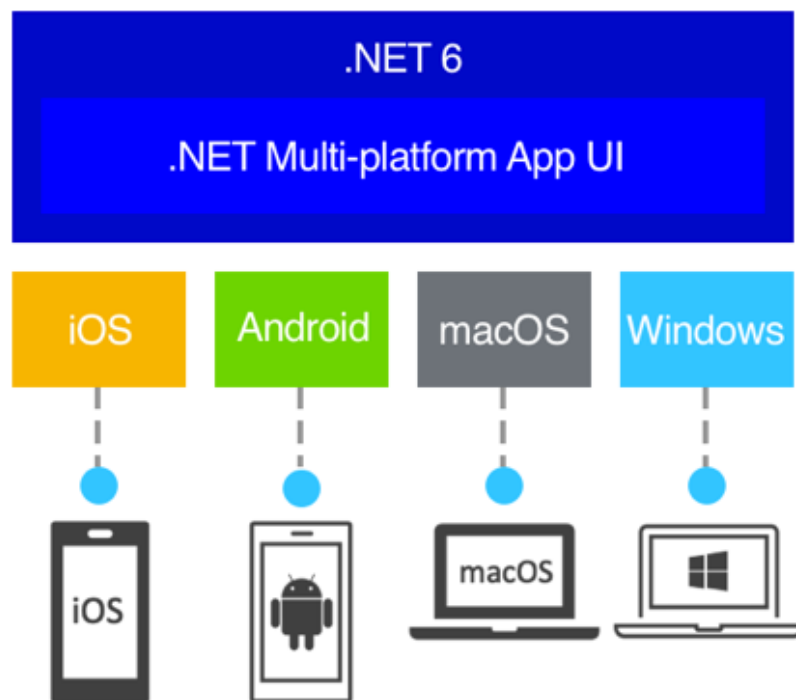 .NET 6
.NET Multi-platform App UI
iOS
Android
macOS
Windows
iOS
macOS